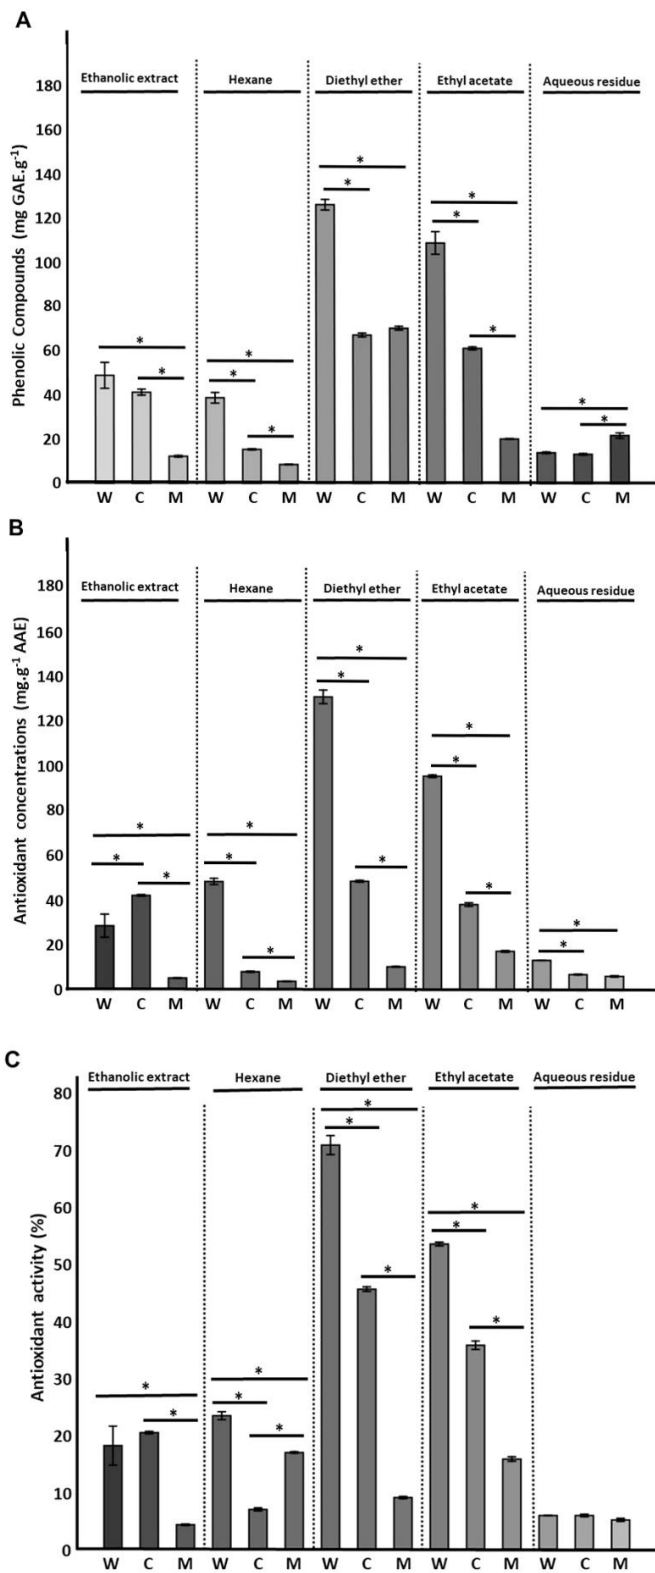 A
Ethanolic extract Hexane Diethyl ether Ethyl acetate Aqueous residue
Phenolic Compounds (mg GAE.g-1)
180
160
140
120
100
80
60
40
20
0
* * * * * * * * * * * *
W C M W C M W C M W C M W C M
B
Ethanolic extract Hexane Diethyl ether Ethyl acetate Aqueous residue
Antioxidant concentrations (mg.g-1 AAE)
180
160
140
120
100
80
60
40
20
0
* * * * * * * * * * * * * *
W C M W C M W C M W C M W C M
C
Ethanolic extract Hexane Diethyl ether Ethyl acetate Aqueous residue
Antioxidant activity (%)
80
70
60
50
40
30
20
10
0
* * * * * * * * * * *
W C M W C M W C M W C M W C M